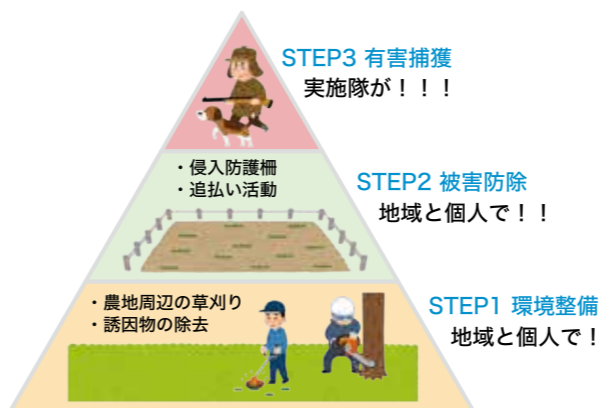 STEP3 有害捕獲
実施隊が！！！
・侵入防護柵
・追払い活動
STEP2 被害防除
地域と個人で！！
・農地周辺の草刈り
・誘因物の除去
STEP1 環境整備
地域と個人で！